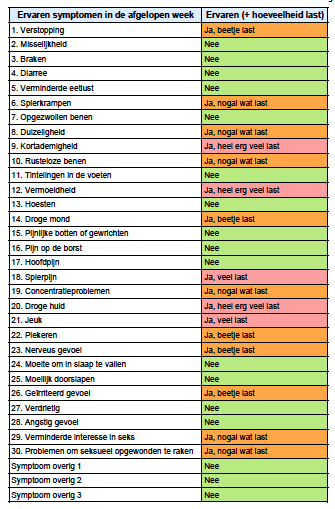 Ervaren symptomen in de afgelopen week Ervaren (+ hoeveelheid last)
1. Verstopping Ja, beetje last
2. Misselijkheid Nee
3. Braken Nee
4. Diarree Nee
5. Verminderde eetlust Nee
6. Spierkrampen Ja, nogal wat last
7. Opgezwollen benen Nee
8. Duizeligheid Ja, nogal wat last
9. Kortademigheid Ja, heel erg veel last
10. Rusteloze benen Ja, nogal wat last
11. Tintelingen in de voeten Nee
12. Vermoeidheid Ja, heel erg veel last
13. Hoesten Nee
14. Droge mond Ja, beetje last
15. Pijnlijke botten of gewrichten Nee
16. Pijn op de borst Nee
17. Hoofdpijn Nee
18. Spierpijn Ja, veel last
19. Concentratieproblemen Ja, nogal wat last
20. Droge huid Ja, heel erg veel last
21. Jeuk Ja, veel last
22. Piekeren Ja, beetje last
23. Nerveus gevoel Ja, beetje last
24. Moeite om in slaap te vallen Nee
25. Moeilijk doorslapen Nee
26. Geïrriteerd gevoel Ja, beetje last
27. Verdrietig Nee
28. Angstig gevoel Nee
29. Verminderde interesse in seks Ja, nogal wat last
30. Problemen om seksueel opgewonden te raken Ja, nogal wat last
Symptoom overig 1 Nee
Symptoom overig 2 Nee
Symptoom overig 3 Nee